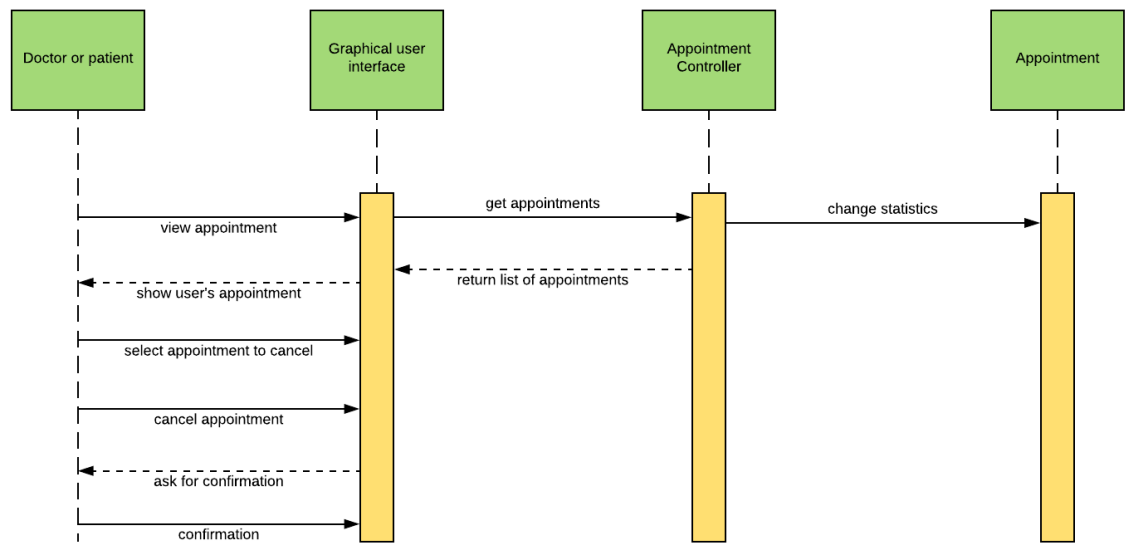 Doctor or patient
Graphical user
interface
Appointment
Controller
Appointment
get appointments
change statistics
view appointment
return list of appointments
show user's appointment
select appointment to cancel
cancel appointment
ask for confirmation
confirmation